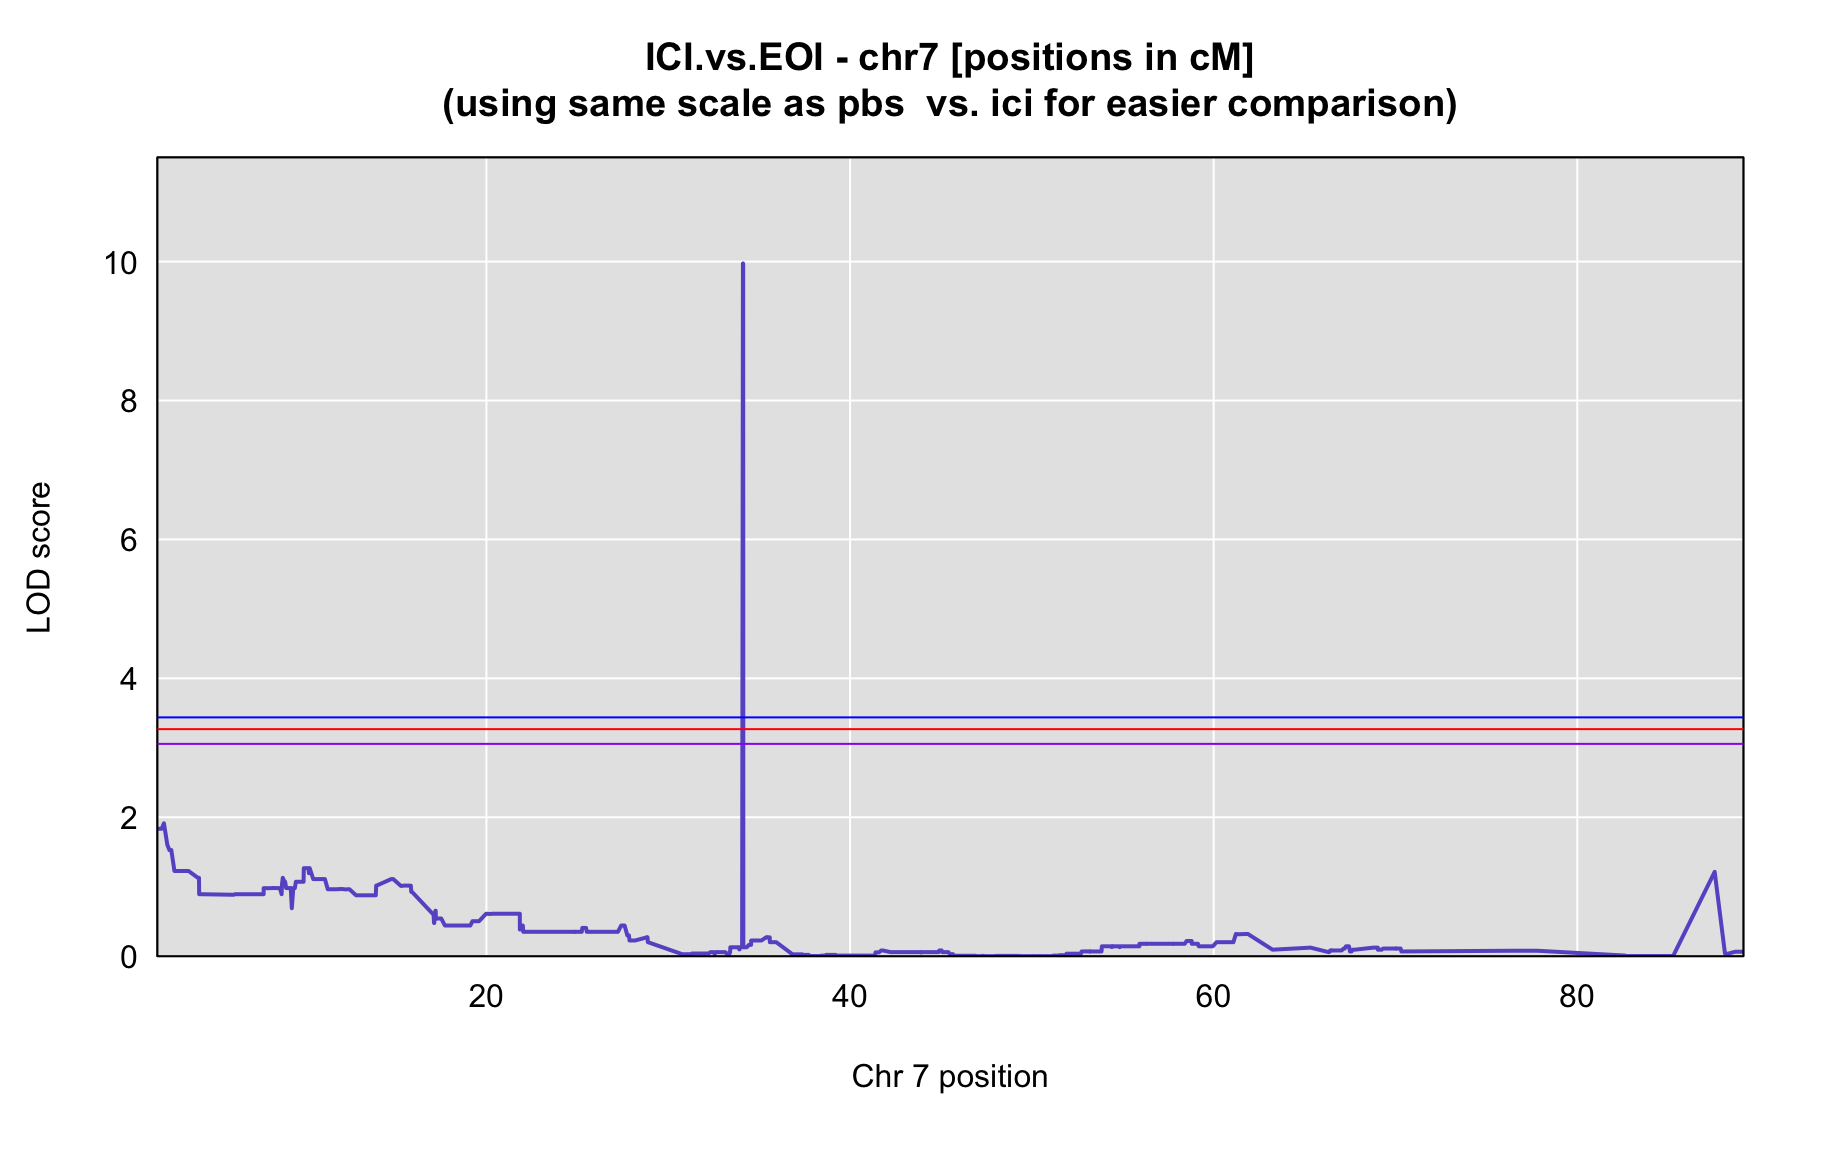 ICI.vs.EOI - chr7 [positions in cM]
(using same scale as pbs  vs. ici for easier comparison)
10
8
6
4
2
0
LOD score
20 40 60 80
Chr 7 position